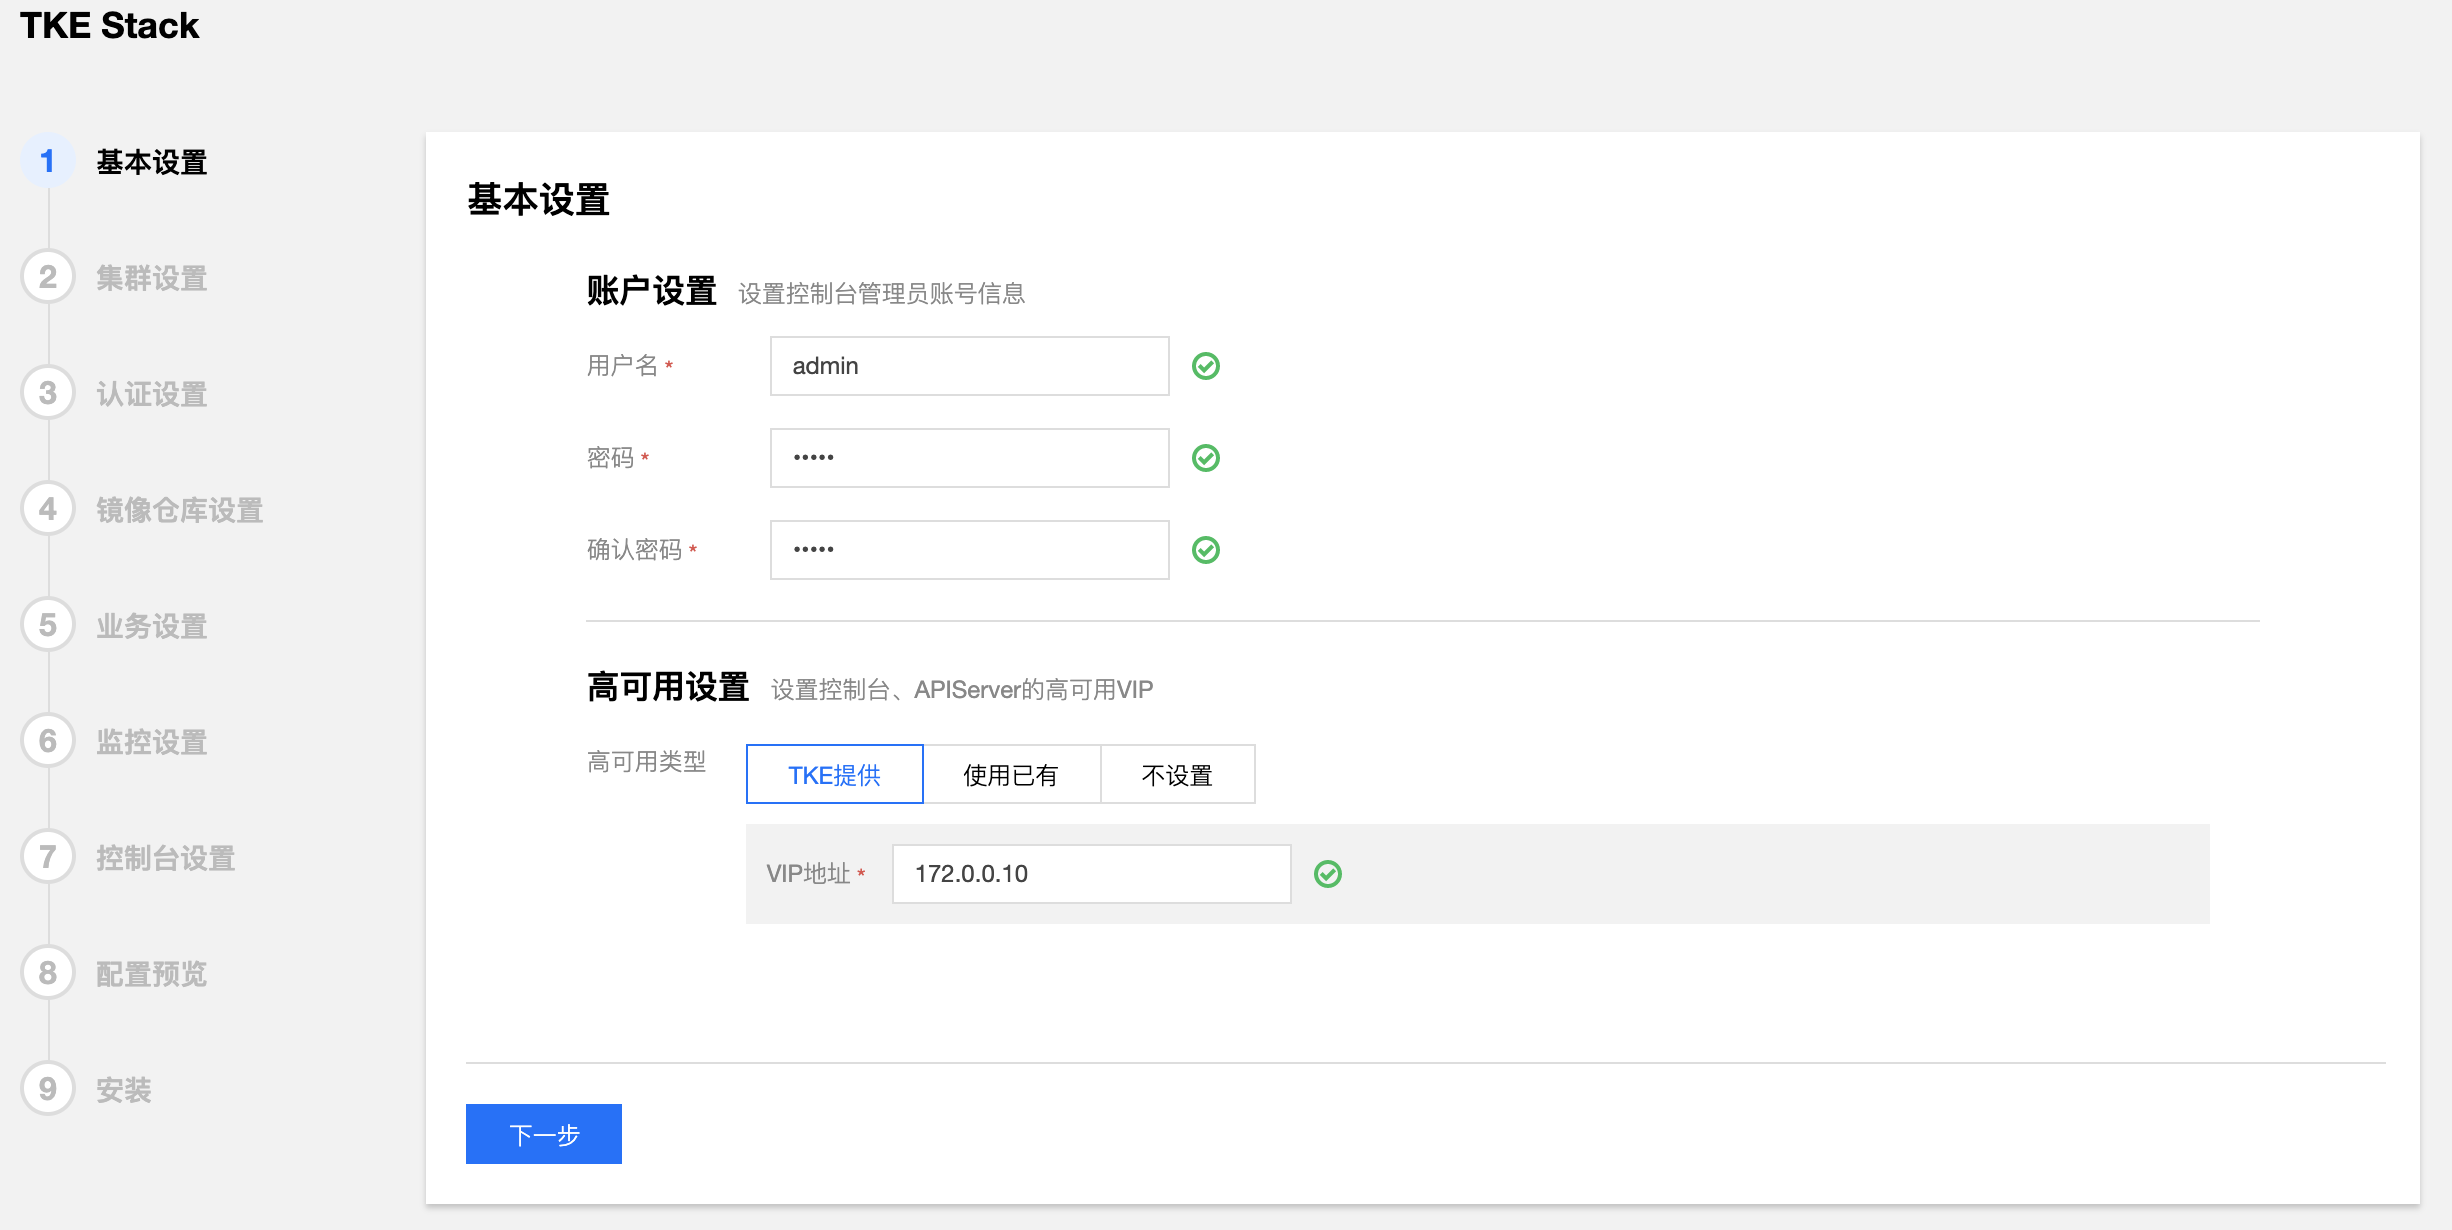 TKE Stack
1 基本设置
2 集群设置
3 认证设置
4 镜像仓库设置
5 业务设置
6 监控设置
7 控制台设置
8 配置预览
9 安装
基本设置
账户设置 设置控制台管理员账号信息
用户名 * admin
密码 * •••••
确认密码 * •••••
高可用设置 设置控制台、APIServer的高可用VIP
高可用类型 TKE提供 使用已有 不设置
VIP地址 * 172.0.0.10
下一步